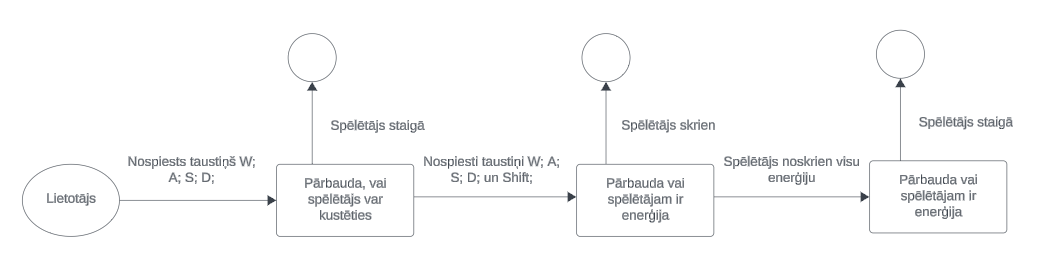 Spēlētājs staigā
Spēlētājs skrien
Spēlētājs staigā
Nospiests taustiņš W;
A; S; D;
Nospiesti taustiņi W; A;
S; D; un Shift;
Spēlētājs noskrien visu
enerģiju
Lietotājs
Pārbauda, vai
spēlētājs var
kustēties
Pārbauda vai
spēlētājam ir
enerģija
Pārbauda vai
spēlētājam ir
enerģija